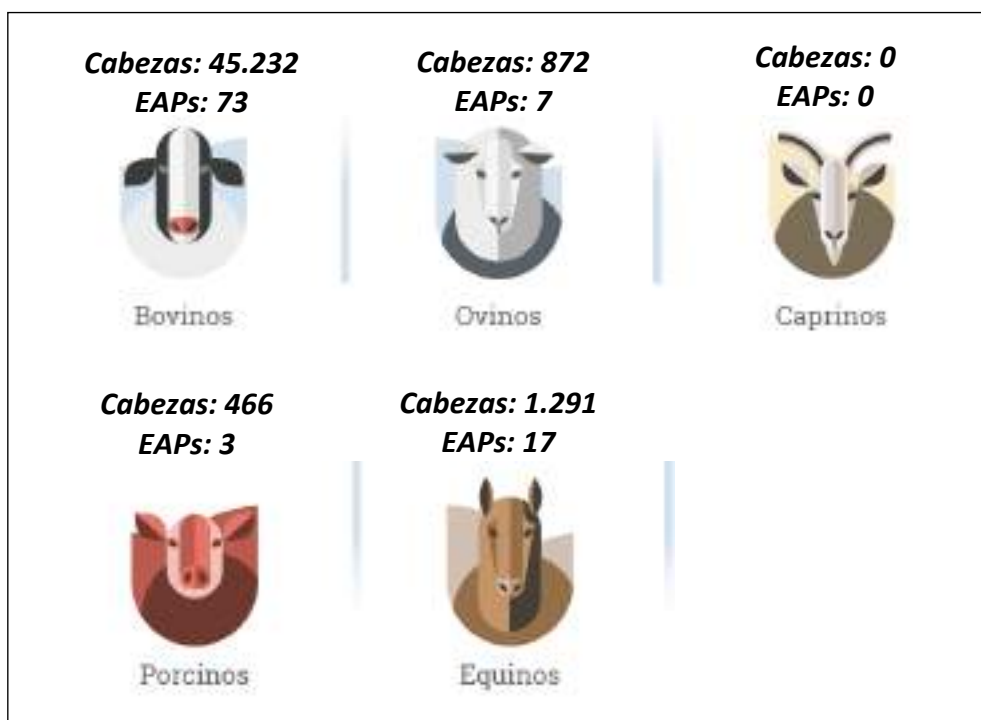 Cabezas: 45.232
EAPs: 73
Bovinos
Cabezas: 872
EAPs: 7
Ovinos
Cabezas: 0
EAPs: 0
Caprinos
Cabezas: 466
EAPs: 3
Porcinos
Cabezas: 1.291
EAPs: 17
Equinos